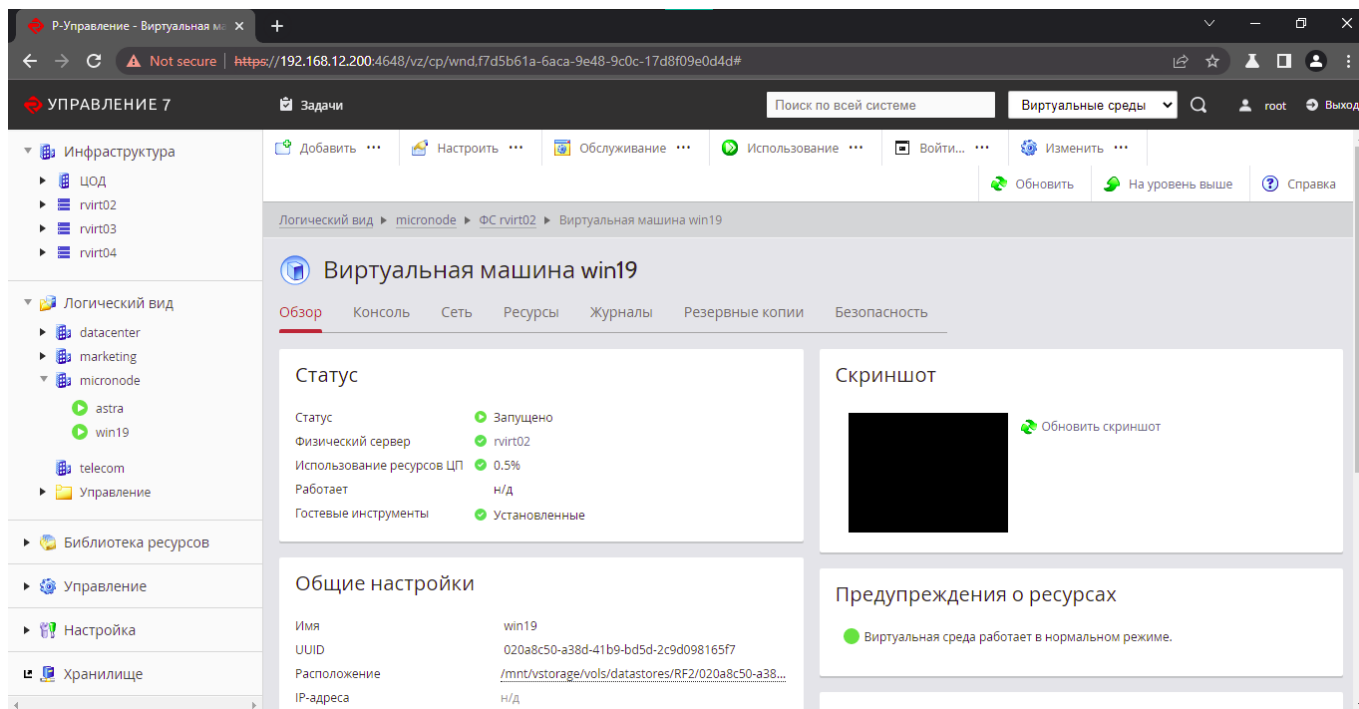 Р-Управление - Виртуальная ма
Not secure | https://192.168.12.200:4648/vz/cp/wnd.f7d5b61a-6aca-9e48-9c0c-17d8f09e0d4d#
УПРАВЛЕНИЕ 7
Задачи
Поиск по всей системе
Виртуальные среды
root
Выход
Инфраструктура
ЦОД
rvirt02
rvirt03
rvirt04
Логический вид
datacenter
marketing
micronode
astra
win19
telecom
Управление
Библиотека ресурсов
Управление
Настройка
Хранилище
Добавить ···
Настроить ···
Обслуживание ···
Использование ···
Войти... ···
Изменить ···
Обновить
На уровень выше
Справка
Логический вид ▸ micronode ▸ ФС rvirt02 ▸ Виртуальная машина win19
Виртуальная машина win19
Обзор Консоль Сеть Ресурсы Журналы Резервные копии Безопасность
Статус
Статус Запущено
Физический сервер rvirt02
Использование ресурсов ЦП 0.5%
Работает н/д
Гостевые инструменты Установленные
Общие настройки
Имя win19
UUID 020a8c50-a38d-41b9-bd5d-2c9d098165f7
Расположение /mnt/vstorage/vols/datastores/RF2/020a8c50-a38...
IP-адреса н/д
Скриншот
Обновить скриншот
Предупреждения о ресурсах
Виртуальная среда работает в нормальном режиме.